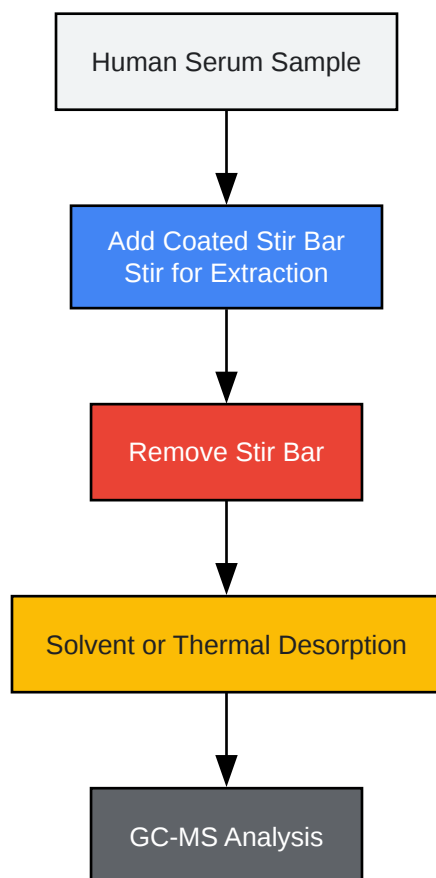 Human Serum Sample
Add Coated Stir Bar
Stir for Extraction
Remove Stir Bar
Solvent or Thermal Desorption
GC-MS Analysis